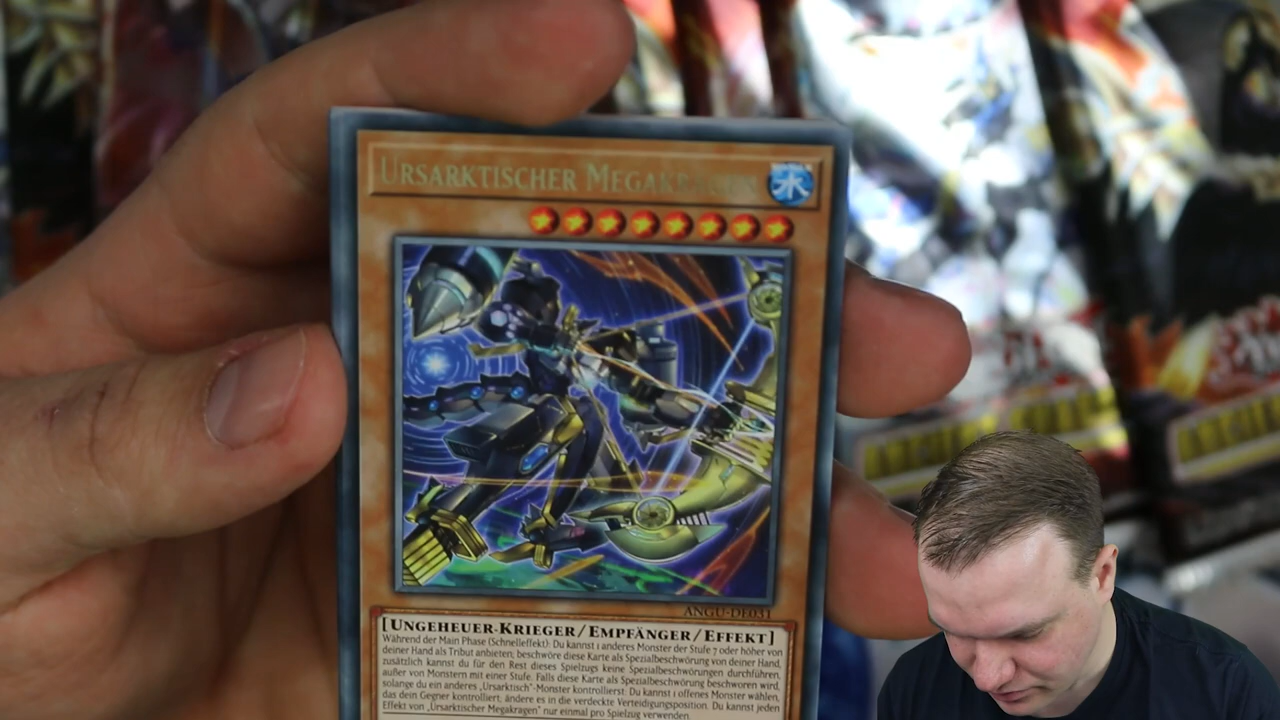 URSARKTISCHER MEGAKRAGEN
水
ANGU-DE031
[UNGEHEUER-KRIEGER/EMPFÄNGER/EFFEKT]
Während der Main Phase (Schnelleffekt): Du kannst 1 anderes Monster der Stufe 7 oder höher von
deiner Hand als Tribut anbieten; beschwöre diese Karte als Spezialbeschwörung von deiner Hand,
zusätzlich kannst du für den Rest dieses Spielzugs keine Spezialbeschwörungen durchführen,
außer von Monstern mit einer Stufe. Falls diese Karte als Spezialbeschwörung beschworen wird,
solange du ein anderes „Ursarktisch“-Monster kontrollierst: Du kannst 1 offenes Monster wählen,
das dein Gegner kontrolliert, ändere es in die verdeckte Verteidigungsposition. Du kannst jeden
Effekt von „Ursarktischer Megakragen“ nur einmal pro Spielzug verwenden.